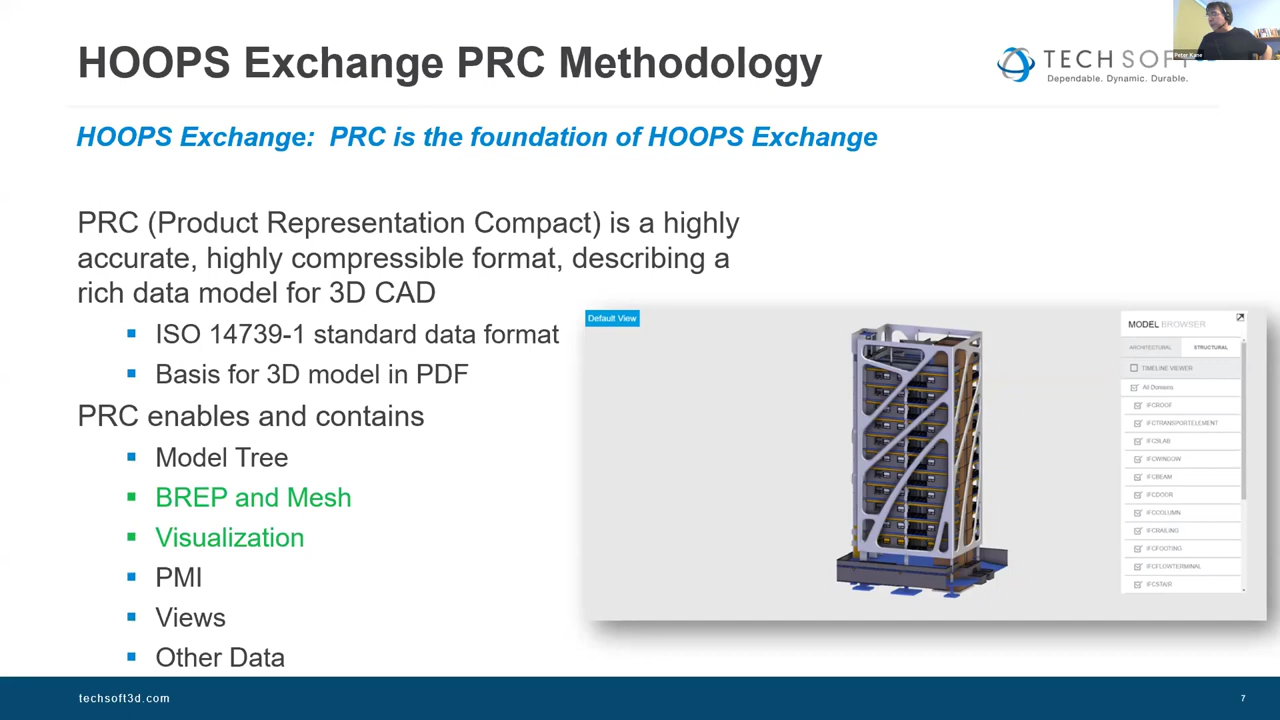 HOOPS Exchange PRC Methodology
TECH SOFT
Dependable. Dynamic. Durable.
Peter Kane
HOOPS Exchange: PRC is the foundation of HOOPS Exchange
PRC (Product Representation Compact) is a highly
accurate, highly compressible format, describing a
rich data model for 3D CAD
ISO 14739-1 standard data format
Basis for 3D model in PDF
PRC enables and contains
Model Tree
BREP and Mesh
Visualization
PMI
Views
Other Data
Default View
MODEL BROWSER
ARCHITECTURAL STRUCTURAL
TIMELINE VIEWER
All Domains
IFCROOF
IFCTRANSPORTELEMENT
IFCSLAB
IFCWINDOW
IFCBEAM
IFCDOOR
IFCCOLUMN
IFCRAILING
IFCFOOTING
IFCFLOWTERMINAL
IFCSTAIR
techsoft3d.com
7